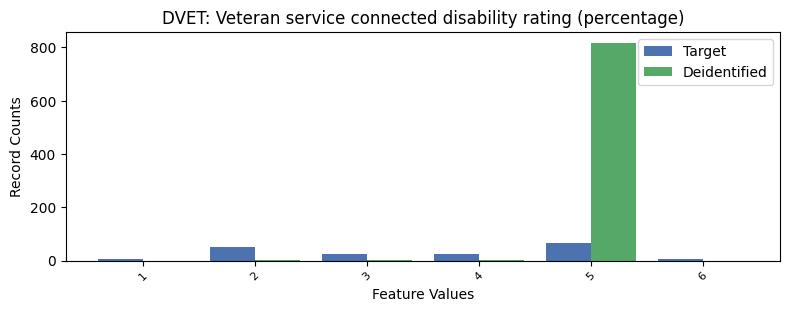 DVET: Veteran service connected disability rating (percentage)
Target
Deidentified
Record Counts
800
600
400
200
0
1 2 3 4 5 6
Feature Values